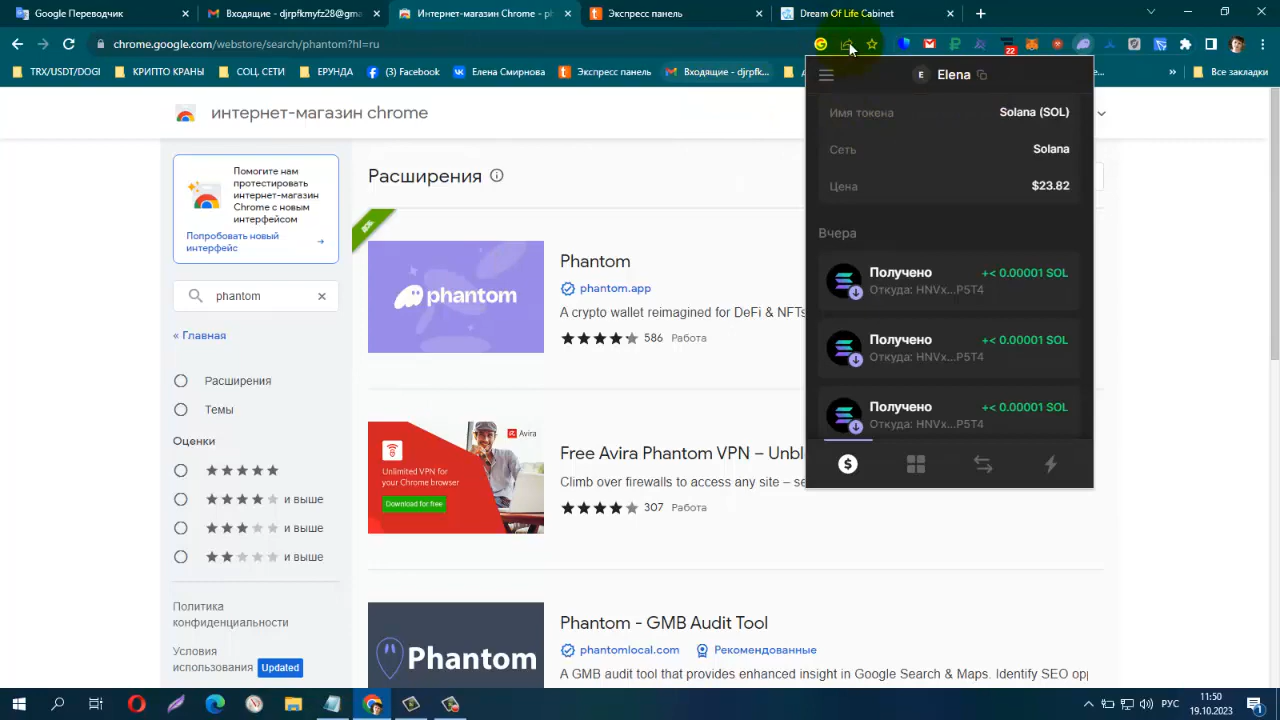 Google Переводчик
Входящие - djrpfkmyfz28@gmai
Интернет-магазин Chrome - ph
Экспресс панель
Dream Of Life Cabinet
chrome.google.com/webstore/search/phantom?hl=ru
22
TRX/USDT/DOGI
КРИПТО КРАНЫ
СОЦ. СЕТИ
ЕРУНДА
(3) Facebook
Елена Смирнова
Экспресс панель
Входящие - djrpfk...
»
Все закладки
интернет-магазин chrome
Помогите нам
протестировать
интернет-магазин
Chrome с новым
интерфейсом
Попробовать новый
интерфейс
phantom
« Главная
Расширения
Темы
Оценки
и выше
и выше
и выше
Политика
конфиденциальности
Условия
использования
Updated
Расширения
phantom
Phantom
phantom.app
A crypto wallet reimagined for DeFi & NFTs
586 Работа
Avira
Unlimited VPN for
your Chrome browser
Download for free
Free Avira Phantom VPN – Unbl
Climb over firewalls to access any site – se
307 Работа
Phantom
Phantom - GMB Audit Tool
phantomlocal.com
Рекомендованные
A GMB audit tool that provides enhanced insight in Google Search & Maps. Identify SEO opp
E Elena
Имя токена Solana (SOL)
Сеть Solana
Цена $23.82
Вчера
Получено +< 0.00001 SOL
Откуда: HNVx...P5T4
Получено +< 0.00001 SOL
Откуда: HNVx...P5T4
Получено +< 0.00001 SOL
Откуда: HNVx...P5T4
РУС
11:50
19.10.2023